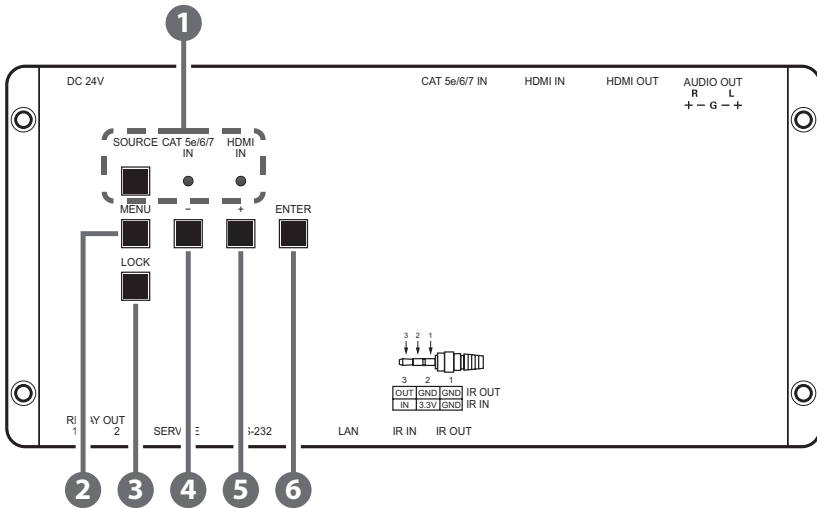 1
DC 24V CAT 5e/6/7 IN HDMI IN HDMI OUT AUDIO OUT
R L
+ − G − +
SOURCE CAT 5e/6/7 IN HDMI IN
MENU − + ENTER
LOCK
3 2 1
3 2 1
OUT GND GND IR OUT
IN 3.3V GND IR IN
OUT
2 LAN IR IN IR OUT
2 3 4 5 6